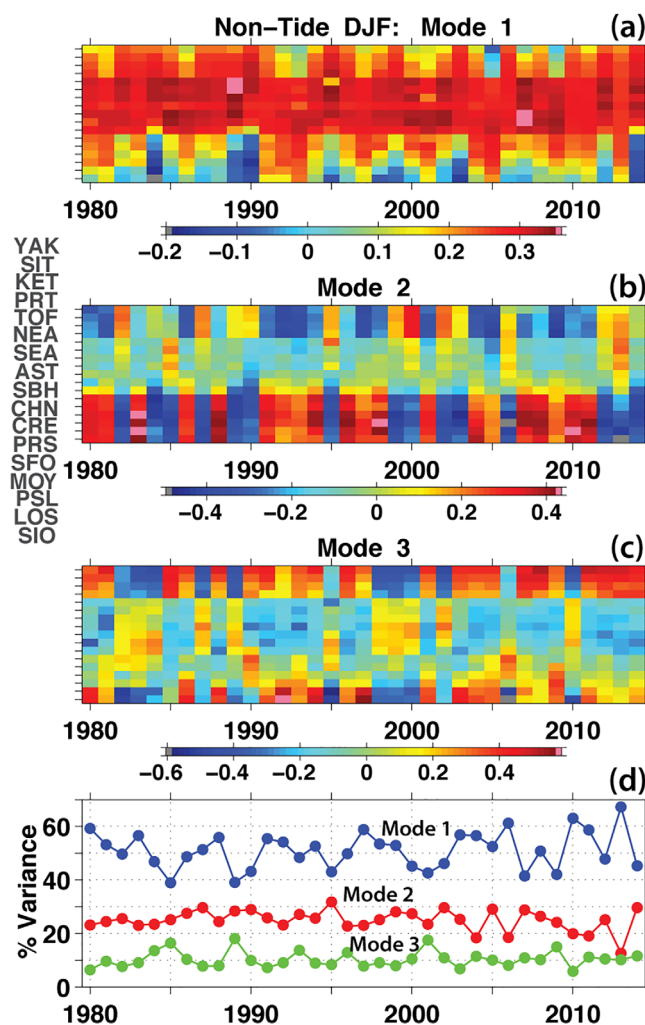 Non-Tide DJF: Mode 1 (a)
1980 1990 2000 2010
-0.2 -0.1 0 0.1 0.2 0.3
YAK
SIT
KET
PRT
TOF
NEA
SEA
AST
SBH
CHN
CRE
PRS
SFO
MOY
PSL
LOS
SIO
Mode 2 (b)
1980 1990 2000 2010
-0.4 -0.2 0 0.2 0.4
Mode 3 (c)
1980 1990 2000 2010
-0.6 -0.4 -0.2 0 0.2 0.4
(d)
% Variance
60
40
20
0
Mode 1
Mode 2
Mode 3
1980 1990 2000 2010